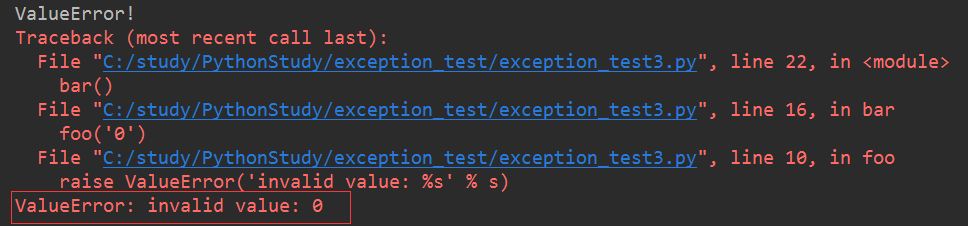 ValueError!
Traceback (most recent call last):
  File "C:/study/PythonStudy/exception_test/exception_test3.py", line 22, in <module>
    bar()
  File "C:/study/PythonStudy/exception_test/exception_test3.py", line 16, in bar
    foo('0')
  File "C:/study/PythonStudy/exception_test/exception_test3.py", line 10, in foo
    raise ValueError('invalid value: %s' % s)
ValueError: invalid value: 0